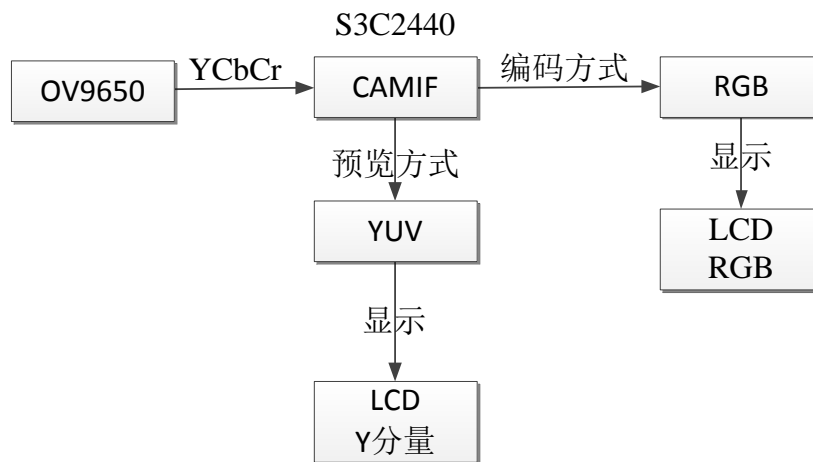 S3C2440
OV9650
YCbCr
CAMIF
编码方式
RGB
预览方式
显示
YUV
LCD
RGB
显示
LCD
Y分量